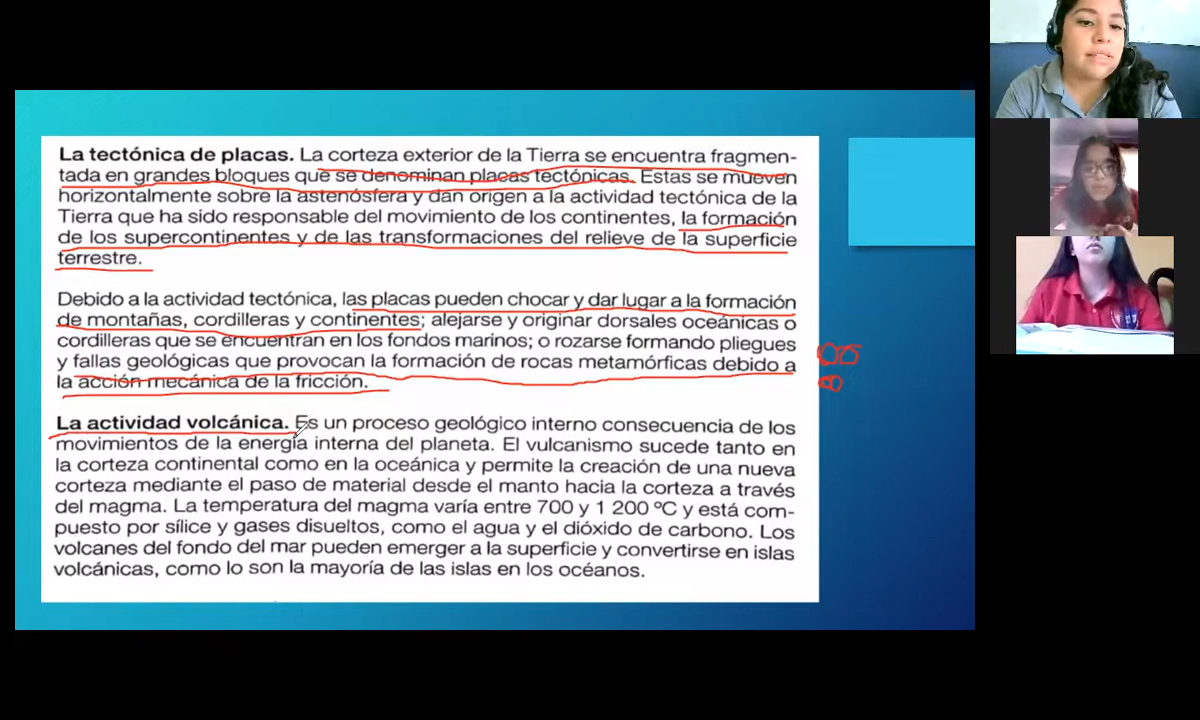 La tectónica de placas. La corteza exterior de la Tierra se encuentra fragmen-
tada en grandes bloques que se denominan placas tectónicas. Estas se mueven
horizontalmente sobre la astenósfera y dan origen a la actividad tectónica de la
Tierra que ha sido responsable del movimiento de los continentes, la formación
de los supercontinentes y de las transformaciones del relieve de la superficie
terrestre.
Debido a la actividad tectónica, las placas pueden chocar y dar lugar a la formación
de montañas, cordilleras y continentes; alejarse y originar dorsales oceánicas o
cordilleras que se encuentran en los fondos marinos; o rozarse formando pliegues
y fallas geológicas que provocan la formación de rocas metamórficas debido a
la acción mecánica de la fricción.
La actividad volcánica. Es un proceso geológico interno consecuencia de los
movimientos de la energía interna del planeta. El vulcanismo sucede tanto en
la corteza continental como en la oceánica y permite la creación de una nueva
corteza mediante el paso de material desde el manto hacia la corteza a través
del magma. La temperatura del magma varía entre 700 y 1 200 ºC y está com-
puesto por sílice y gases disueltos, como el agua y el dióxido de carbono. Los
volcanes del fondo del mar pueden emerger a la superficie y convertirse en islas
volcánicas, como lo son la mayoría de las islas en los océanos.